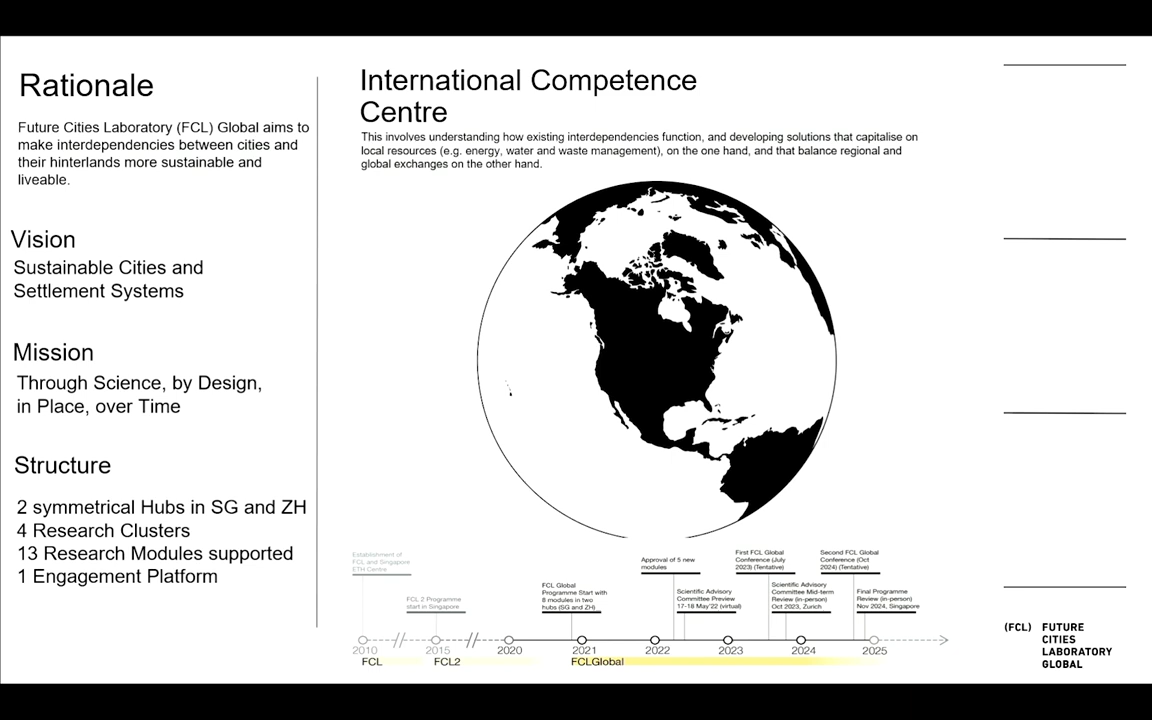 Rationale
Future Cities Laboratory (FCL) Global aims to
make interdependencies between cities and
their hinterlands more sustainable and
liveable.
Vision
Sustainable Cities and
Settlement Systems
Mission
Through Science, by Design,
in Place, over Time
Structure
2 symmetrical Hubs in SG and ZH
4 Research Clusters
13 Research Modules supported
1 Engagement Platform
International Competence
Centre
This involves understanding how existing interdependencies function, and developing solutions that capitalise on
local resources (e.g. energy, water and waste management), on the one hand, and that balance regional and
global exchanges on the other hand.
Establishment of
FCL and Singapore
ETH Centre
FCL 2 Programme
start in Singapore
FCL Global
Programme Start with
8 modules in two
hubs (SG and ZH)
Approval of 5 new
modules
Scientific Advisory
Committee Preview
17-18 May'22 (virtual)
First FCL Global
Conference (July
2023) (Tentative)
Scientific Advisory
Committee Mid-term
Review (in-person)
Oct 2023, Zurich
Second FCL Global
Conference (Oct
2024) (Tentative)
Final Programme
Review (in-person)
Nov 2024, Singapore
2010 2015 2020 2021 2022 2023 2024 2025
FCL FCL2 FCLGlobal
(FCL) FUTURE
CITIES
LABORATORY
GLOBAL